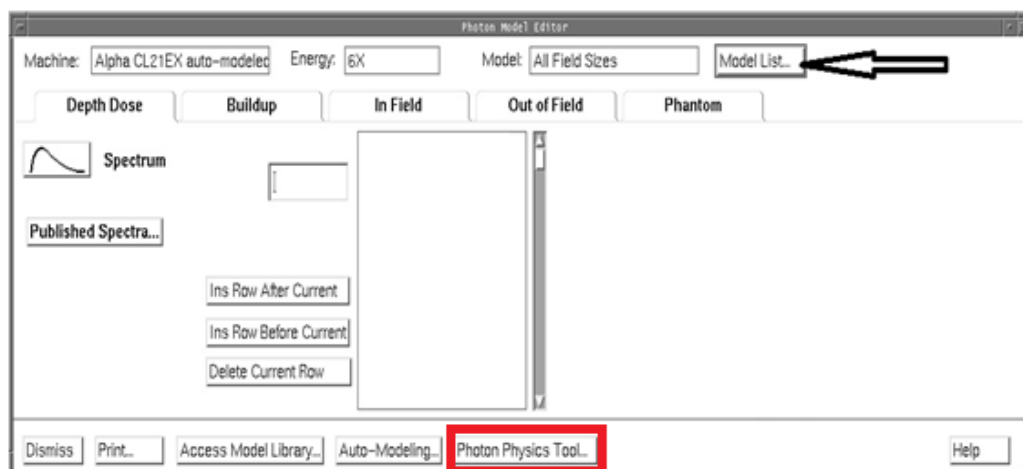 Photon Model Editor
Machine: Alpha CL21EX auto-modelec Energy: 6X Model: All Field Sizes Model List...
Depth Dose Buildup In Field Out of Field Phantom
Spectrum
Published Spectra...
Ins Row After Current
Ins Row Before Current
Delete Current Row
Dismiss Print... Access Model Library... Auto-Modeling... Photon Physics Tool... Help